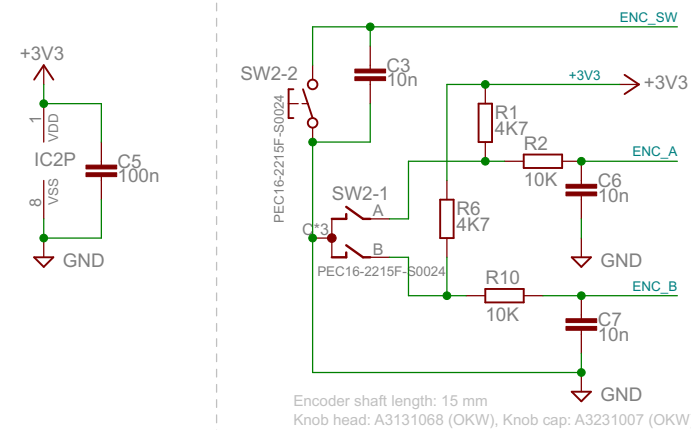 ENC_SW
+3V3
SW2-2
C3
10n
PEC16-2215F-S0024
+3V3
+3V3
1
VDD
IC2P
C5
100n
8
VSS
GND
R1
4K7
R2
10K
ENC_A
C6
10n
SW2-1
A
C*3
B
PEC16-2215F-S0024
R6
4K7
GND
R10
10K
ENC_B
C7
10n
GND
Encoder shaft length: 15 mm
Knob head: A3131068 (OKW), Knob cap: A3231007 (OKW